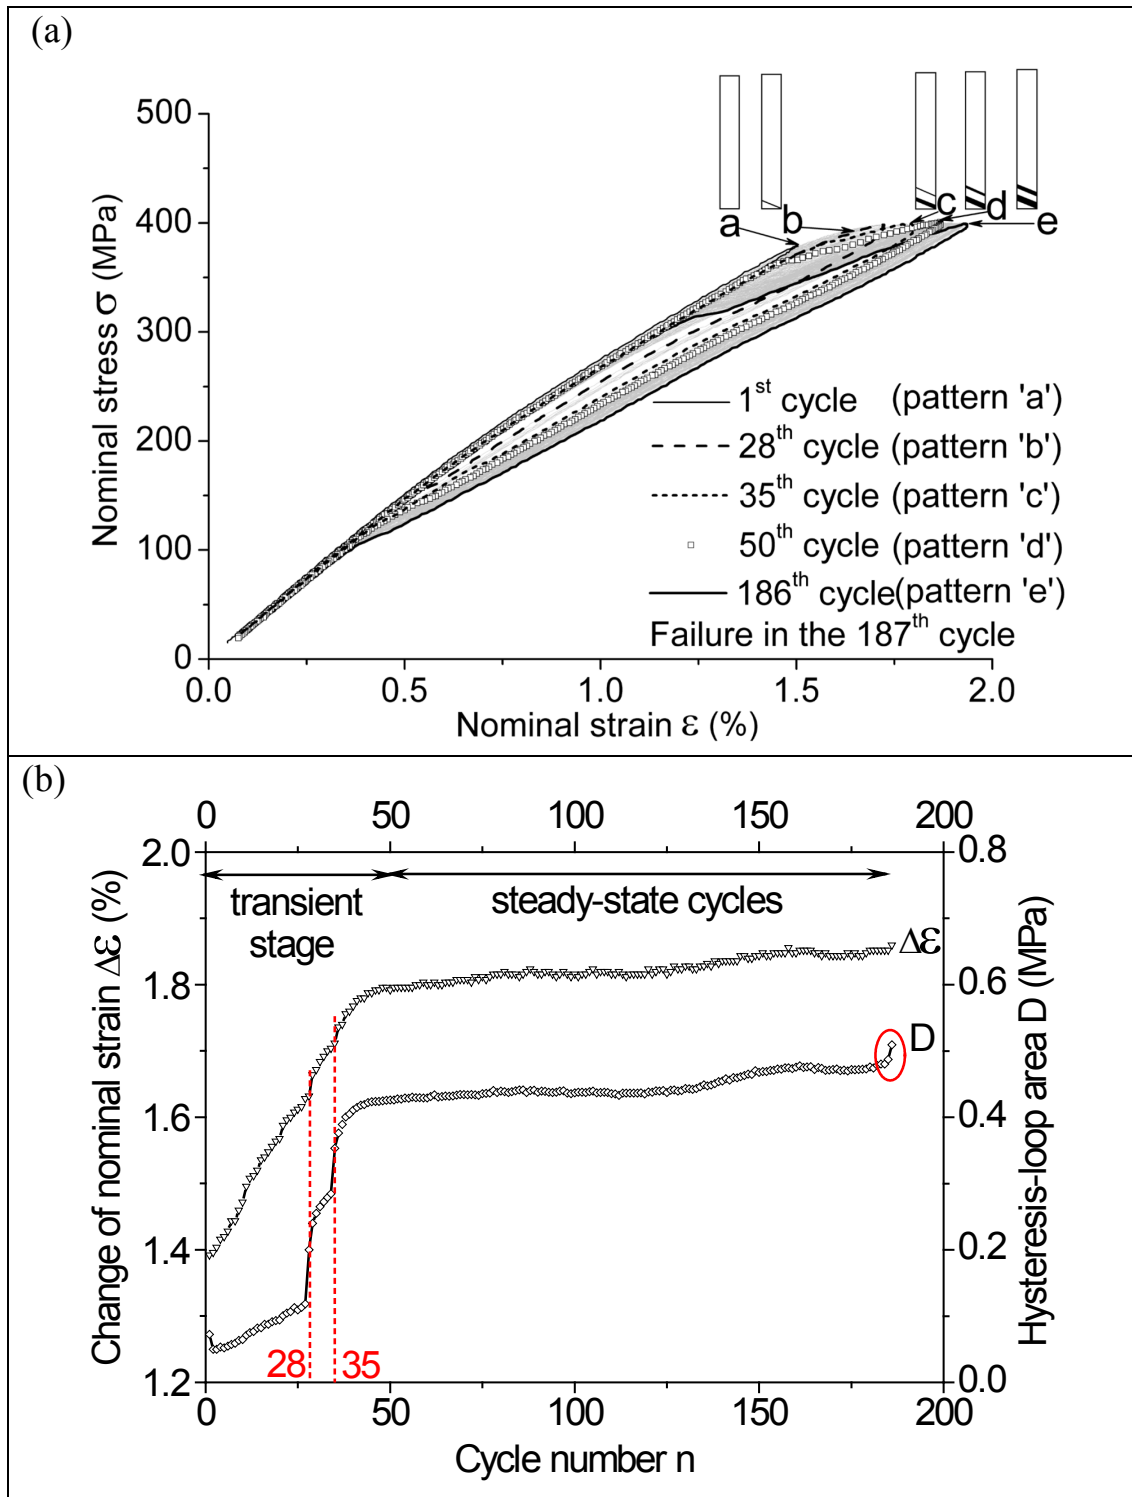 (a)
500
400
300
200
100
0
Nominal stress σ (MPa)
a
b
c
d
e
1st cycle (pattern 'a')
28th cycle (pattern 'b')
35th cycle (pattern 'c')
50th cycle (pattern 'd')
186th cycle(pattern 'e')
Failure in the 187th cycle
0.0 0.5 1.0 1.5 2.0
Nominal strain ε (%)
(b)
0 50 100 150 200
2.0
1.8
1.6
1.4
1.2
Change of nominal strain Δε (%)
transient
stage
steady-state cycles
Δε
D
28
35
0.8
0.6
0.4
0.2
0.0
Hysteresis-loop area D (MPa)
0 50 100 150 200
Cycle number n